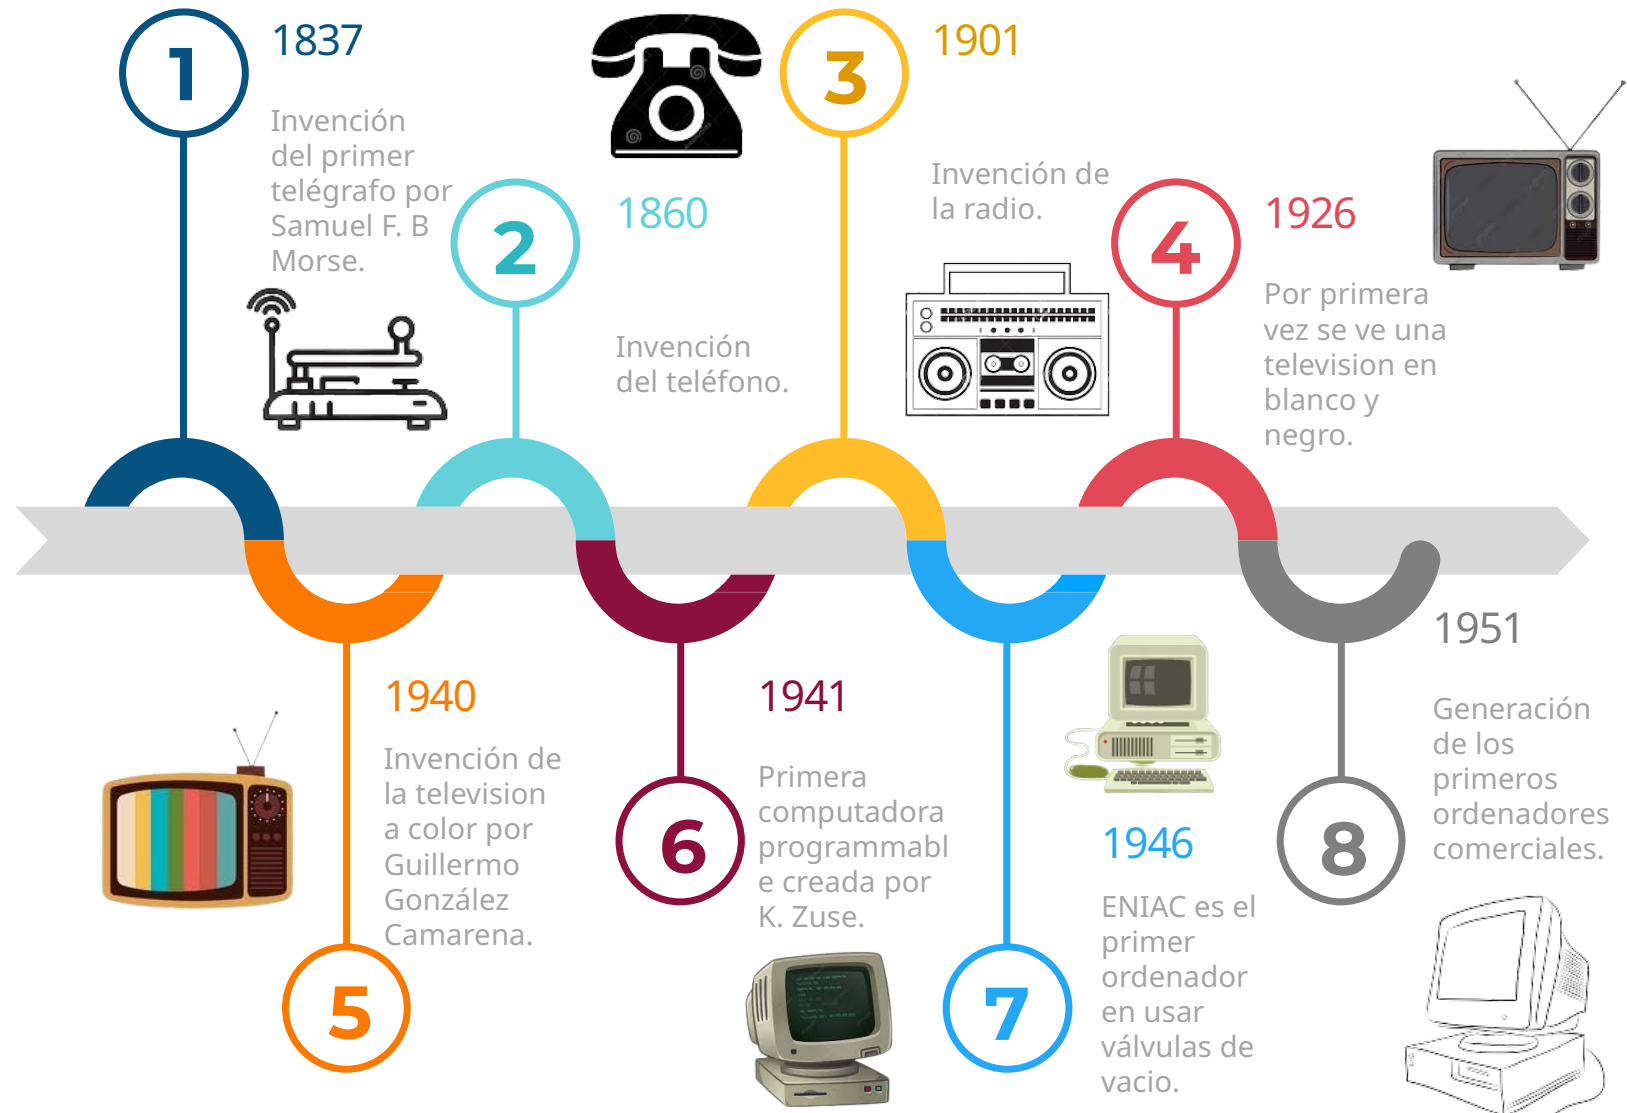 1
1837
Invención
del primer
telégrafo por
Samuel F. B
Morse.
2
1860
Invención
del teléfono.
3
1901
Invención de
la radio.
4
1926
Por primera
vez se ve una
television en
blanco y
negro.
5
1940
Invención de
la television
a color por
Guillermo
González
Camarena.
6
1941
Primera
computadora
programmabl
e creada por
K. Zuse.
7
1946
ENIAC es el
primer
ordenador
en usar
válvulas de
vacio.
8
1951
Generación
de los
primeros
ordenadores
comerciales.